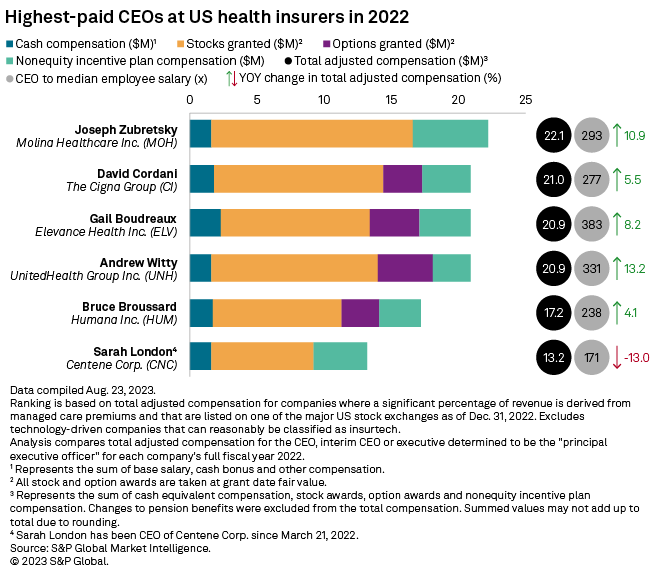 Highest-paid CEOs at US health insurers in 2022
Cash compensation ($M)¹ Stocks granted ($M)² Options granted ($M)²
Nonequity incentive plan compensation ($M) Total adjusted compensation ($M)³
CEO to median employee salary (x) ↑↓ YOY change in total adjusted compensation (%)
0 5 10 15 20 25
Joseph Zubretsky
Molina Healthcare Inc. (MOH)
22.1 293 ↑ 10.9
David Cordani
The Cigna Group (CI)
21.0 277 ↑ 5.5
Gail Boudreaux
Elevance Health Inc. (ELV)
20.9 383 ↑ 8.2
Andrew Witty
UnitedHealth Group Inc. (UNH)
20.9 331 ↑ 13.2
Bruce Broussard
Humana Inc. (HUM)
17.2 238 ↑ 4.1
Sarah London⁴
Centene Corp. (CNC)
13.2 171 ↓ -13.0
Data compiled Aug. 23, 2023.
Ranking is based on total adjusted compensation for companies where a significant percentage of revenue is derived from
managed care premiums and that are listed on one of the major US stock exchanges as of Dec. 31, 2022. Excludes
technology-driven companies that can reasonably be classified as insurtech.
Analysis compares total adjusted compensation for the CEO, interim CEO or executive determined to be the "principal
executive officer" for each company's full fiscal year 2022.
¹ Represents the sum of base salary, cash bonus and other compensation.
² All stock and option awards are taken at grant date fair value.
³ Represents the sum of cash equivalent compensation, stock awards, option awards and nonequity incentive plan
compensation. Changes to pension benefits were excluded from the total compensation. Summed values may not add up to
total due to rounding.
⁴ Sarah London has been CEO of Centene Corp. since March 21, 2022.
Source: S&P Global Market Intelligence.
© 2023 S&P Global.